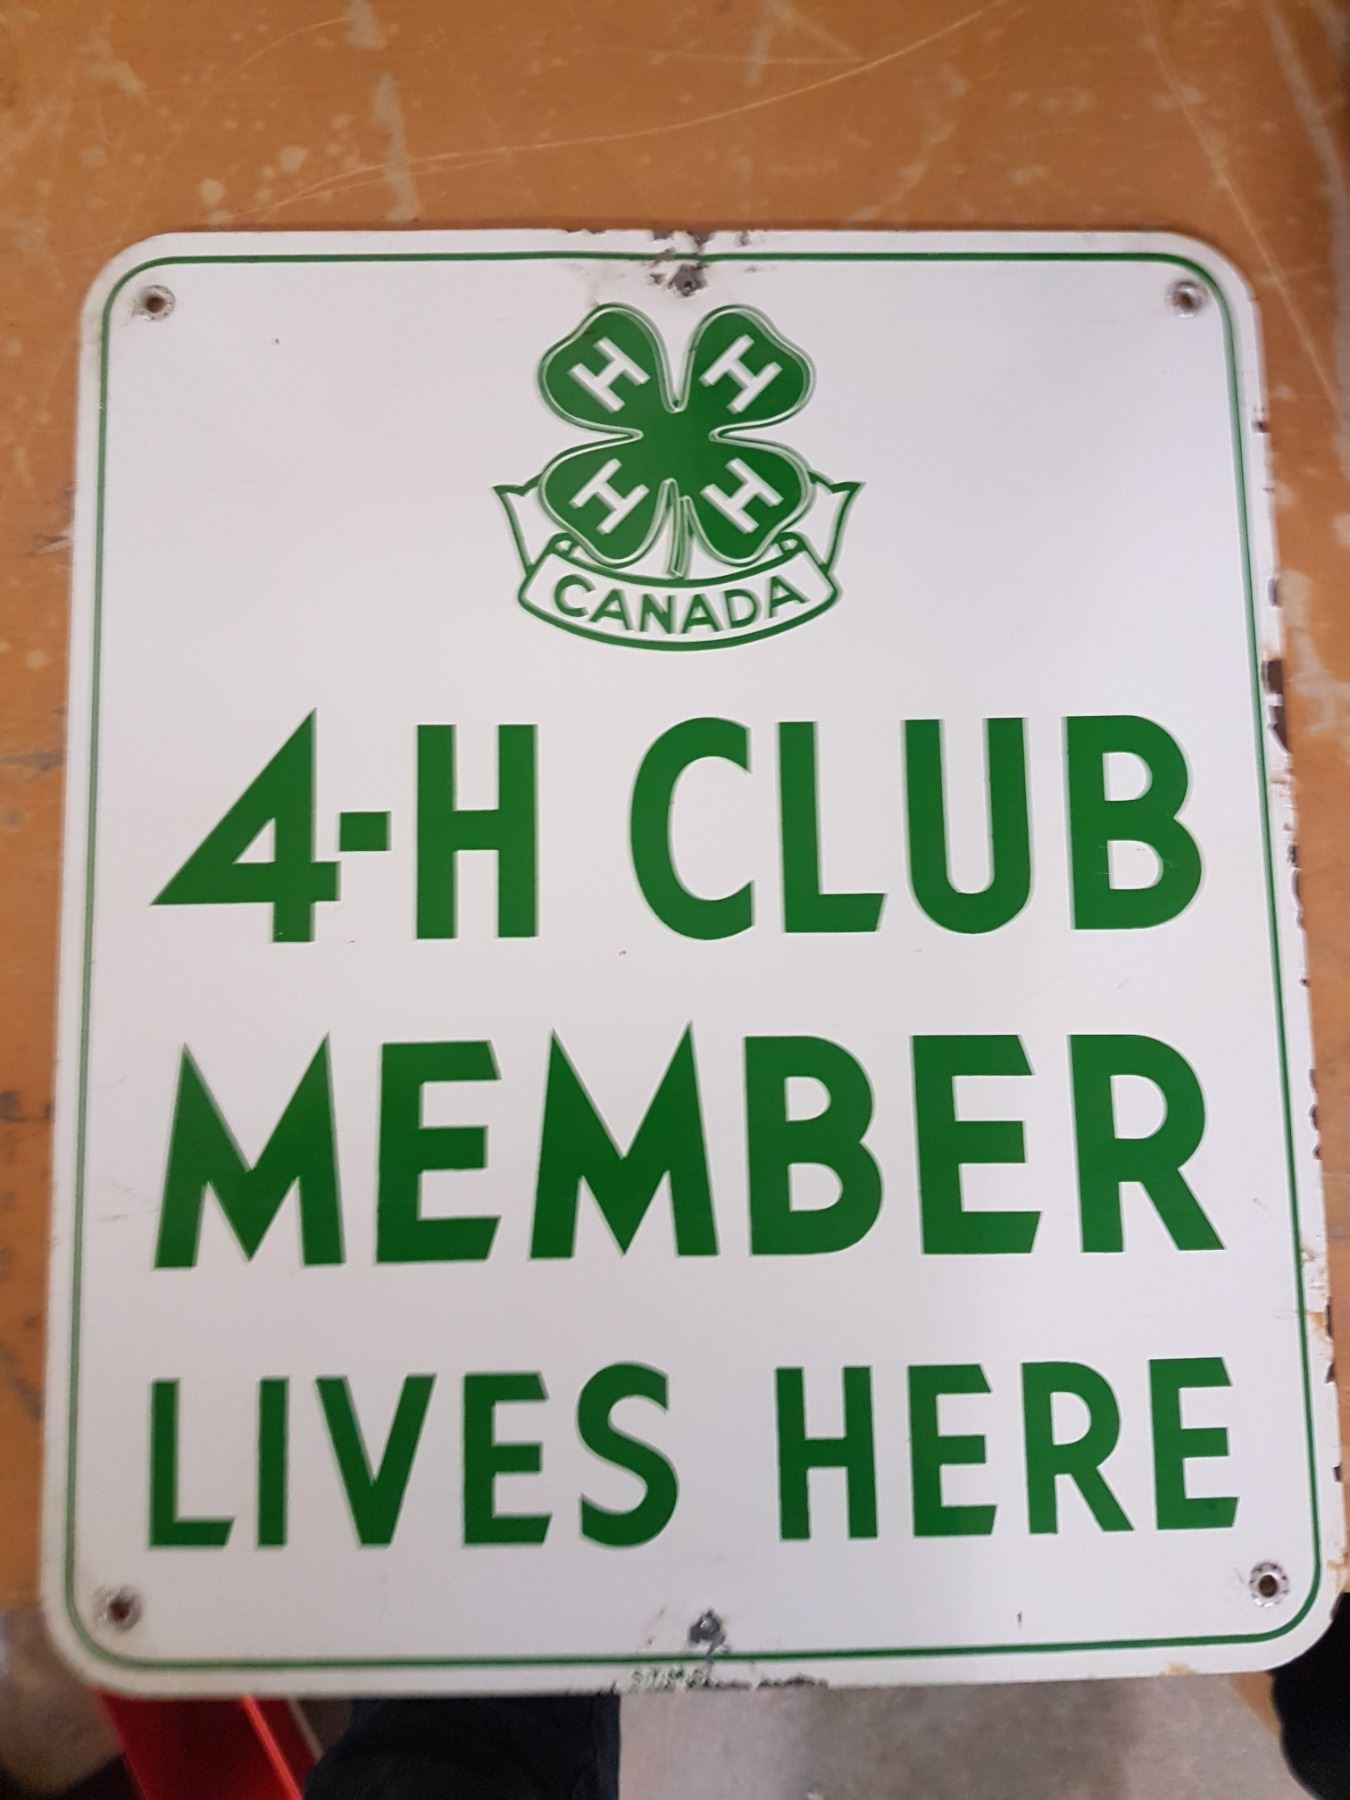 H H
H H
CANADA
4-H CLUB
MEMBER
LIVES HERE